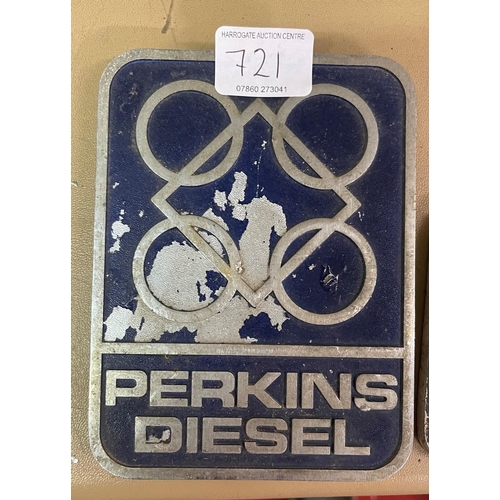 HARROGATE AUCTION CENTRE
721
07860 273041
PERKINS
DIESEL